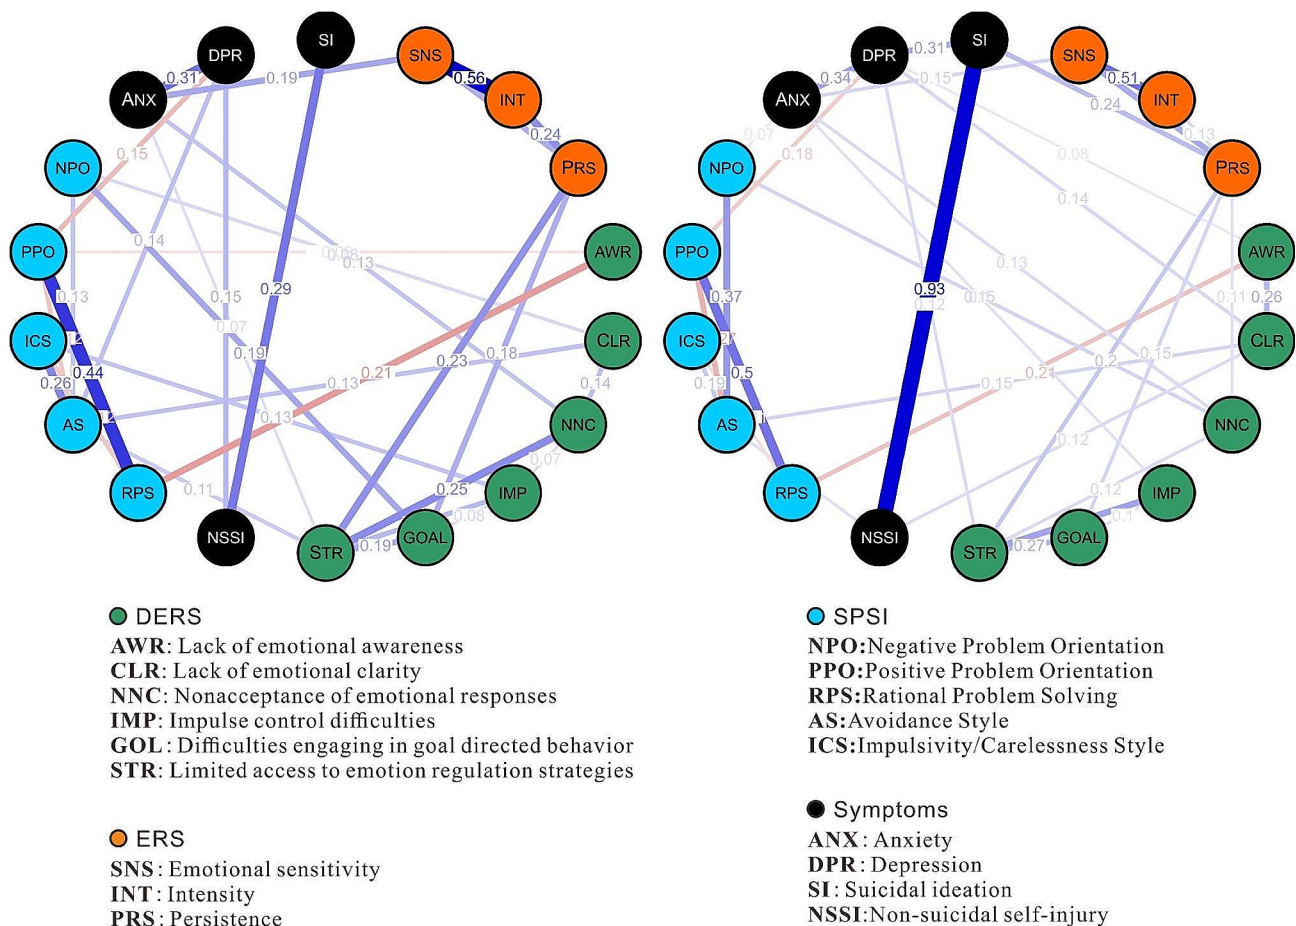 SI
SI
DPR
SNS
DPR
SNS
0.31
0.19
0.56
0.31
0.34
0.15
0.51
ANX
INT
ANX
INT
0.24
0.24
0.07
0.13
0.15
0.18
0.08
NPO
PRS
NPO
PRS
0.14
0.14
PPO
AWR
PPO
AWR
0.13
0.13
0.13
0.15
0.29
0.37
0.93
0.15
0.11
0.26
0.12
0.07
ICS
CLR
ICS
CLR
0.19
0.23
0.18
0.2
0.15
0.44
0.21
0.5
0.21
0.26
0.13
0.14
0.19
0.15
0.13
AS
NNC
AS
NNC
0.12
0.07
0.11
0.25
0.12
RPS
IMP
RPS
IMP
0.08
0.1
NSSI
GOAL
NSSI
GOAL
0.19
0.27
STR
STR
DERS
AWR: Lack of emotional awareness
CLR: Lack of emotional clarity
NNC: Nonacceptance of emotional responses
IMP: Impulse control difficulties
GOL: Difficulties engaging in goal directed behavior
STR: Limited access to emotion regulation strategies
ERS
SNS: Emotional sensitivity
INT: Intensity
PRS: Persistence
SPSI
NPO:Negative Problem Orientation
PPO:Positive Problem Orientation
RPS:Rational Problem Solving
AS:Avoidance Style
ICS:Impulsivity/Carelessness Style
Symptoms
ANX: Anxiety
DPR: Depression
SI: Suicidal ideation
NSSI:Non-suicidal self-injury